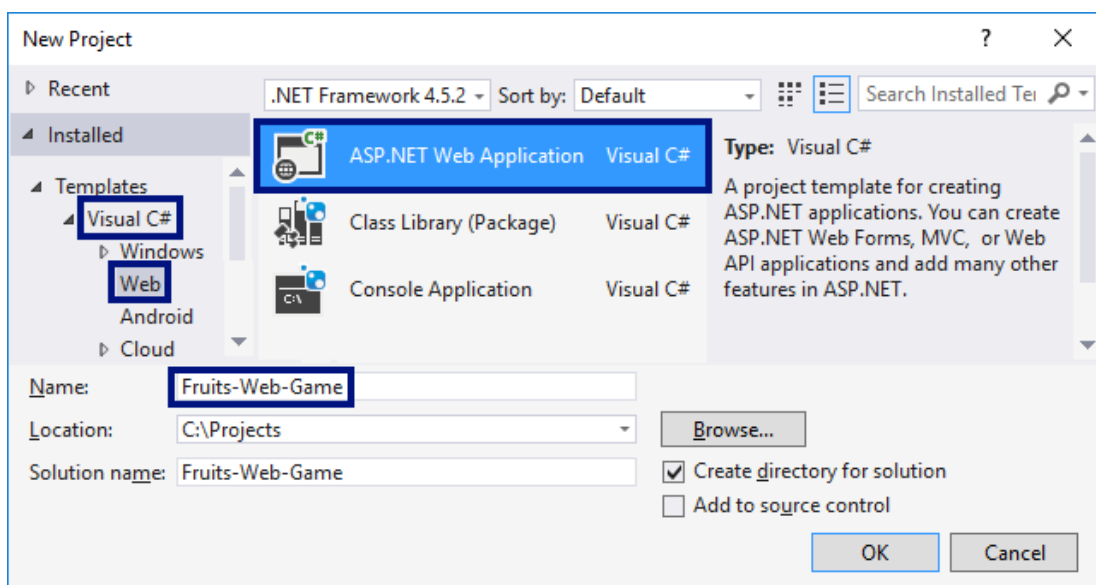 New Project ?
Recent
.NET Framework 4.5.2 Sort by: Default
Search Installed Te
Installed
Templates
Visual C#
Windows
Web
Android
Cloud
C#
ASP.NET Web Application Visual C#
Class Library (Package) Visual C#
C:\
Console Application Visual C#
Type: Visual C#
A project template for creating
ASP.NET applications. You can create
ASP.NET Web Forms, MVC, or Web
API applications and add many other
features in ASP.NET.
Name: Fruits-Web-Game
Location: C:\Projects
Browse...
Solution name: Fruits-Web-Game
Create directory for solution
Add to source control
OK Cancel